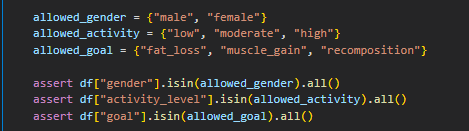 allowed_gender = {"male", "female"}
allowed_activity = {"low", "moderate", "high"}
allowed_goal = {"fat_loss", "muscle_gain", "recomposition"}
assert df["gender"].isin(allowed_gender).all()
assert df["activity_level"].isin(allowed_activity).all()
assert df["goal"].isin(allowed_goal).all()